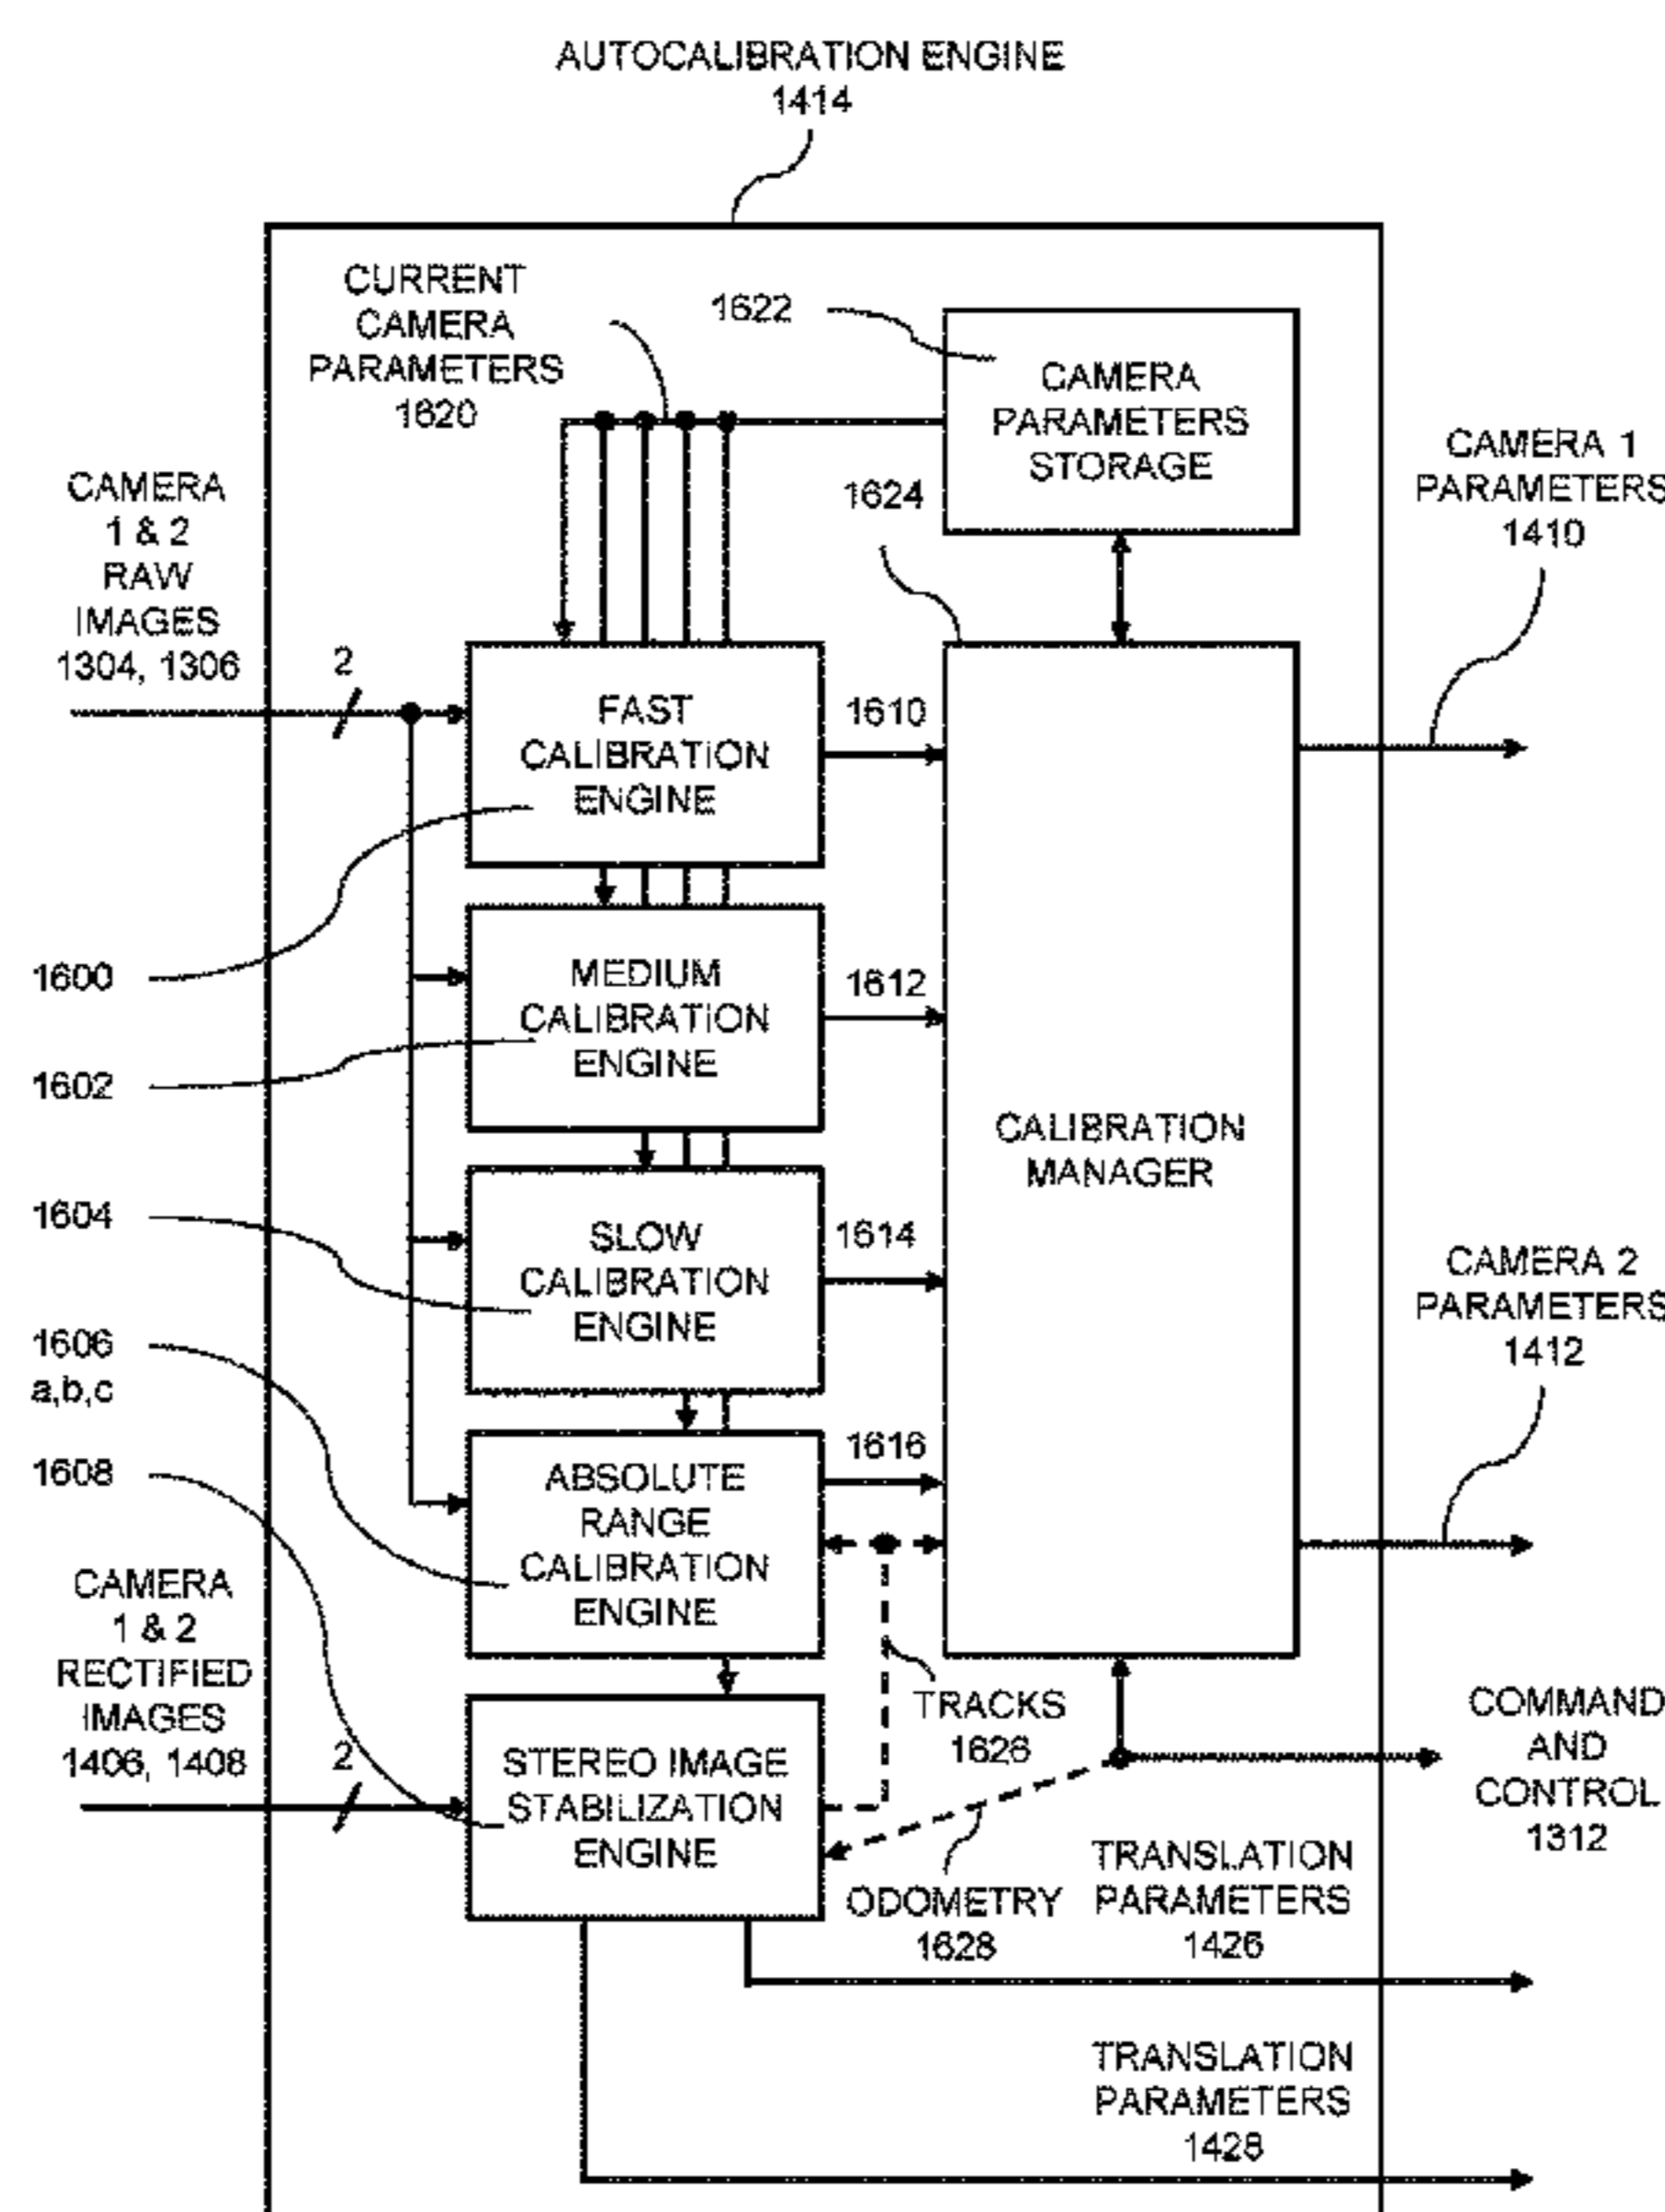 AUTOCALIBRATION ENGINE
1414
CURRENT
CAMERA
PARAMETERS
1620
1622
CAMERA
PARAMETERS
STORAGE
1624
CAMERA 1
PARAMETERS
1410
CAMERA
1 & 2
RAW
IMAGES
1304, 1306
2
FAST
CALIBRATION
ENGINE
1610
1600
MEDIUM
CALIBRATION
ENGINE
1612
1602
CALIBRATION
MANAGER
1604
SLOW
CALIBRATION
ENGINE
1614
CAMERA 2
PARAMETERS
1412
1606
a,b,c
1608
ABSOLUTE
RANGE
CALIBRATION
ENGINE
1616
CAMERA
1 & 2
RECTIFIED
IMAGES
1406, 1408
2
STEREO IMAGE
STABILIZATION
ENGINE
TRACKS
1626
COMMAND
AND
CONTROL
1312
ODOMETRY
1628
TRANSLATION
PARAMETERS
1426
TRANSLATION
PARAMETERS
1428